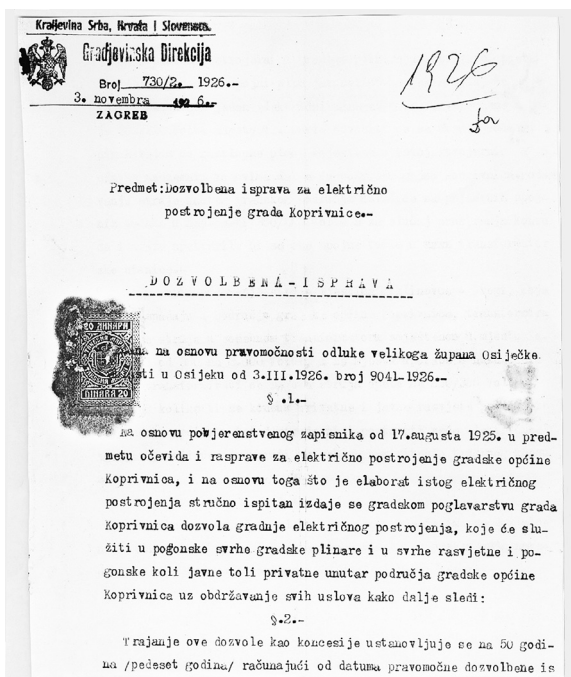 Kraljevina Srba, Hrvata i Slovenaca.
Gradjevinska Direkcija
Broj 730/2. 1926.-
3. novembra 192 6.-
ZAGREB
1926
Predmet:Dozvolbena isprava za električno
postrojenje grada Koprivnice.-
DOZVOLBENA-ISPRAVA
20 ДИНАРА
DINARA 20
na osnovu pravomoćnosti odluke velikoga župana Osiječke
u Osijeku od 3.III.1926. broj 9041-1926.-
§.1.-
Na osnovu povjerenstvenog zapisnika od 17.augusta 1925. u pred-
metu očevida i rasprave za električno postrojenje gradske općine
Koprivnica, i na osnovu toga što je elaborat istog električnog
postrojenja stručno ispitan izdaje se gradskom poglavarstvu grada
Koprivnica dozvola gradnje električnog postrojenja, koje će slu-
žiti u pogonske svrhe gradske plinare i u svrhe rasvjetne i po-
gonske koli javne toli privatne unutar područja gradske općine
Koprivnica uz obdržavanje svih uslova kako dalje sledi:
§.2.-
Trajanje ove dozvole kao koncesije ustanovljuje se na 50 godi-
na /pedeset godina/ računajući od datuma pravomoćne dozvolbene is